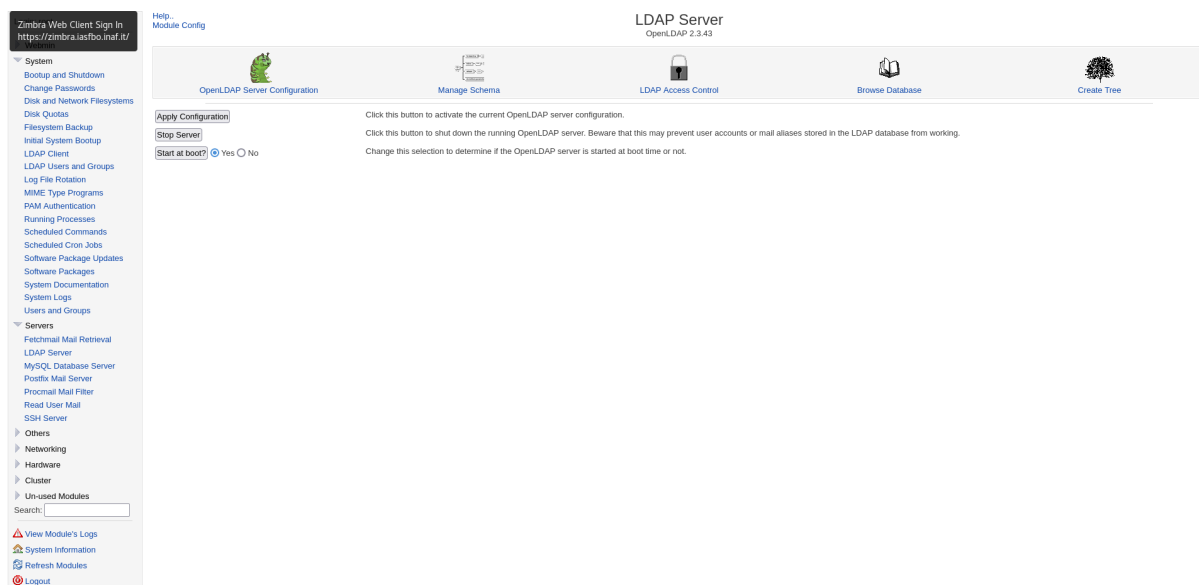 Zimbra Web Client Sign In
https://zimbra.iasfbo.inaf.it/
Webmin
System
Bootup and Shutdown
Change Passwords
Disk and Network Filesystems
Disk Quotas
Filesystem Backup
Initial System Bootup
LDAP Client
LDAP Users and Groups
Log File Rotation
MIME Type Programs
PAM Authentication
Running Processes
Scheduled Commands
Scheduled Cron Jobs
Software Package Updates
Software Packages
System Documentation
System Logs
Users and Groups
Servers
Fetchmail Mail Retrieval
LDAP Server
MySQL Database Server
Postfix Mail Server
Procmail Mail Filter
Read User Mail
SSH Server
Others
Networking
Hardware
Cluster
Un-used Modules
Search:
View Module's Logs
System Information
Refresh Modules
Logout
Help..
Module Config
LDAP Server
OpenLDAP 2.3.43
OpenLDAP Server Configuration
Manage Schema
LDAP Access Control
Browse Database
Create Tree
Apply Configuration Click this button to activate the current OpenLDAP server configuration.
Stop Server Click this button to shut down the running OpenLDAP server. Beware that this may prevent user accounts or mail aliases stored in the LDAP database from working.
Start at boot? Yes No Change this selection to determine if the OpenLDAP server is started at boot time or not.